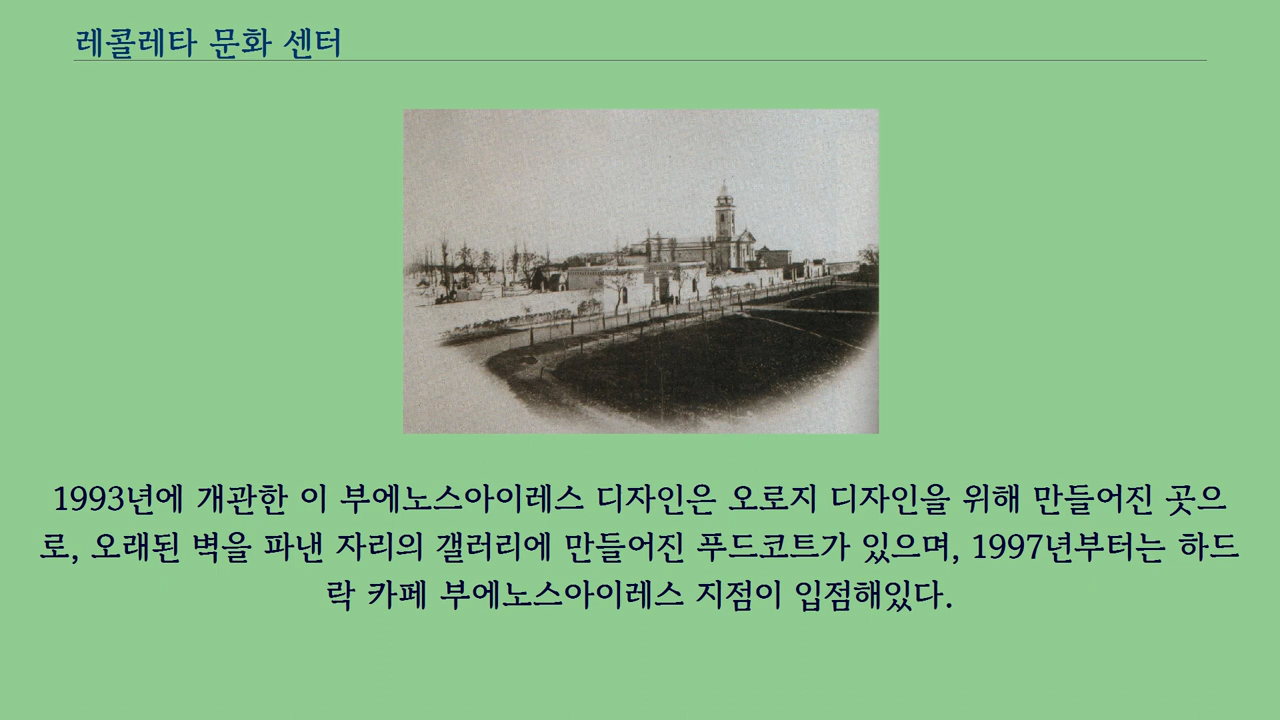 레콜레타 문화 센터
1993년에 개관한 이 부에노스아이레스 디자인은 오로지 디자인을 위해 만들어진 곳으
로, 오래된 벽을 파낸 자리의 갤러리에 만들어진 푸드코트가 있으며, 1997년부터는 하드
락 카페 부에노스아이레스 지점이 입점해있다.